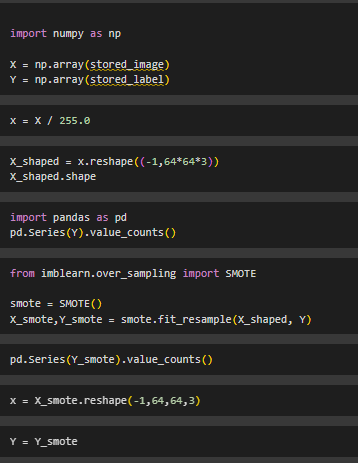 import numpy as np
X = np.array(stored_image)
Y = np.array(stored_label)
x = X / 255.0
X_shaped = x.reshape((-1,64*64*3))
X_shaped.shape
import pandas as pd
pd.Series(Y).value_counts()
from imblearn.over_sampling import SMOTE
smote = SMOTE()
X_smote,Y_smote = smote.fit_resample(X_shaped, Y)
pd.Series(Y_smote).value_counts()
x = X_smote.reshape(-1,64,64,3)
Y = Y_smote